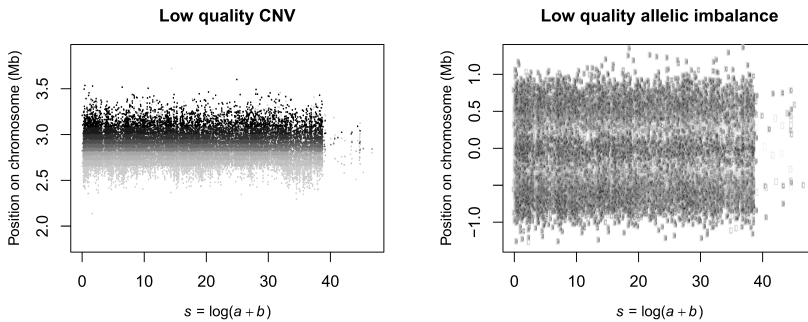 Low quality CNV
Position on chromosome (Mb)
3.5
3.0
2.5
2.0
0 10 20 30 40
s = log(a + b)
Low quality allelic imbalance
Position on chromosome (Mb)
1.0
0.5
0.0
−1.0
0 10 20 30 40
s = log(a + b)